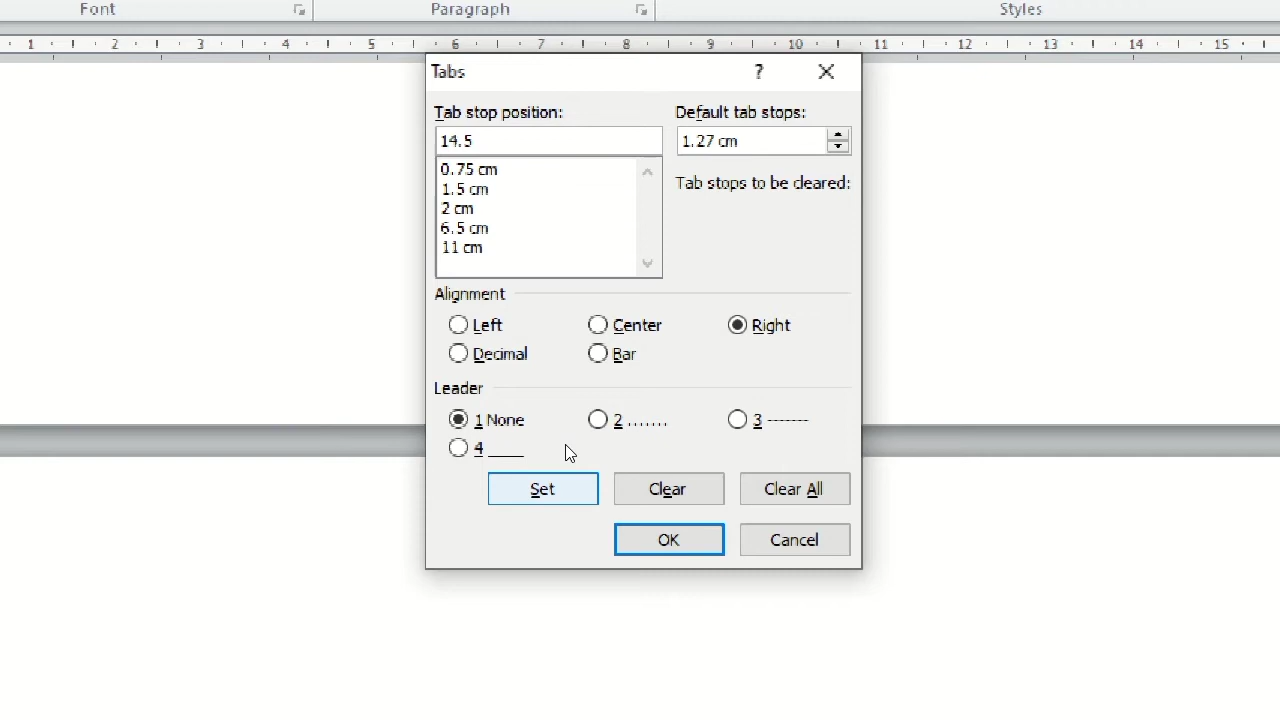 Font Paragraph Styles
1 2 3 4 5 6 7 8 9 10 11 12 13 14 15
Tabs ?
Tab stop position: Default tab stops:
14.5 1.27 cm
0.75 cm
Tab stops to be cleared:
1.5 cm
2 cm
6.5 cm
11 cm
Alignment
Left Center Right
Decimal Bar
Leader
1 None 2 ....... 3 -------
4 ____
Set Clear Clear All
OK Cancel